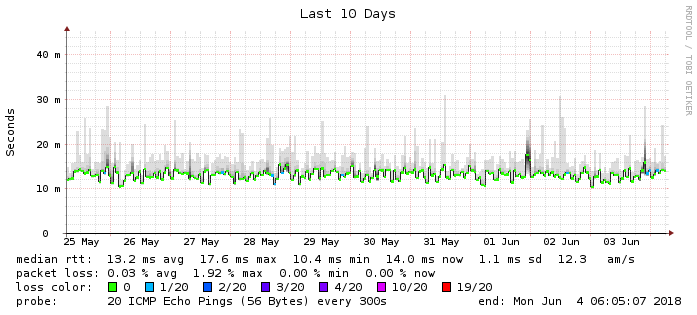 Last 10 Days
RRDTOOL / TOBI OETIKER
Seconds
40 m
30 m
20 m
10 m
0
25 May 26 May 27 May 28 May 29 May 30 May 31 May 01 Jun 02 Jun 03 Jun
median rtt: 13.2 ms avg 17.6 ms max 10.4 ms min 14.0 ms now 1.1 ms sd 12.3 am/s
packet loss: 0.03 % avg 1.92 % max 0.00 % min 0.00 % now
loss color: 0 1/20 2/20 3/20 4/20 10/20 19/20
probe: 20 ICMP Echo Pings (56 Bytes) every 300s end: Mon Jun 4 06:05:07 2018